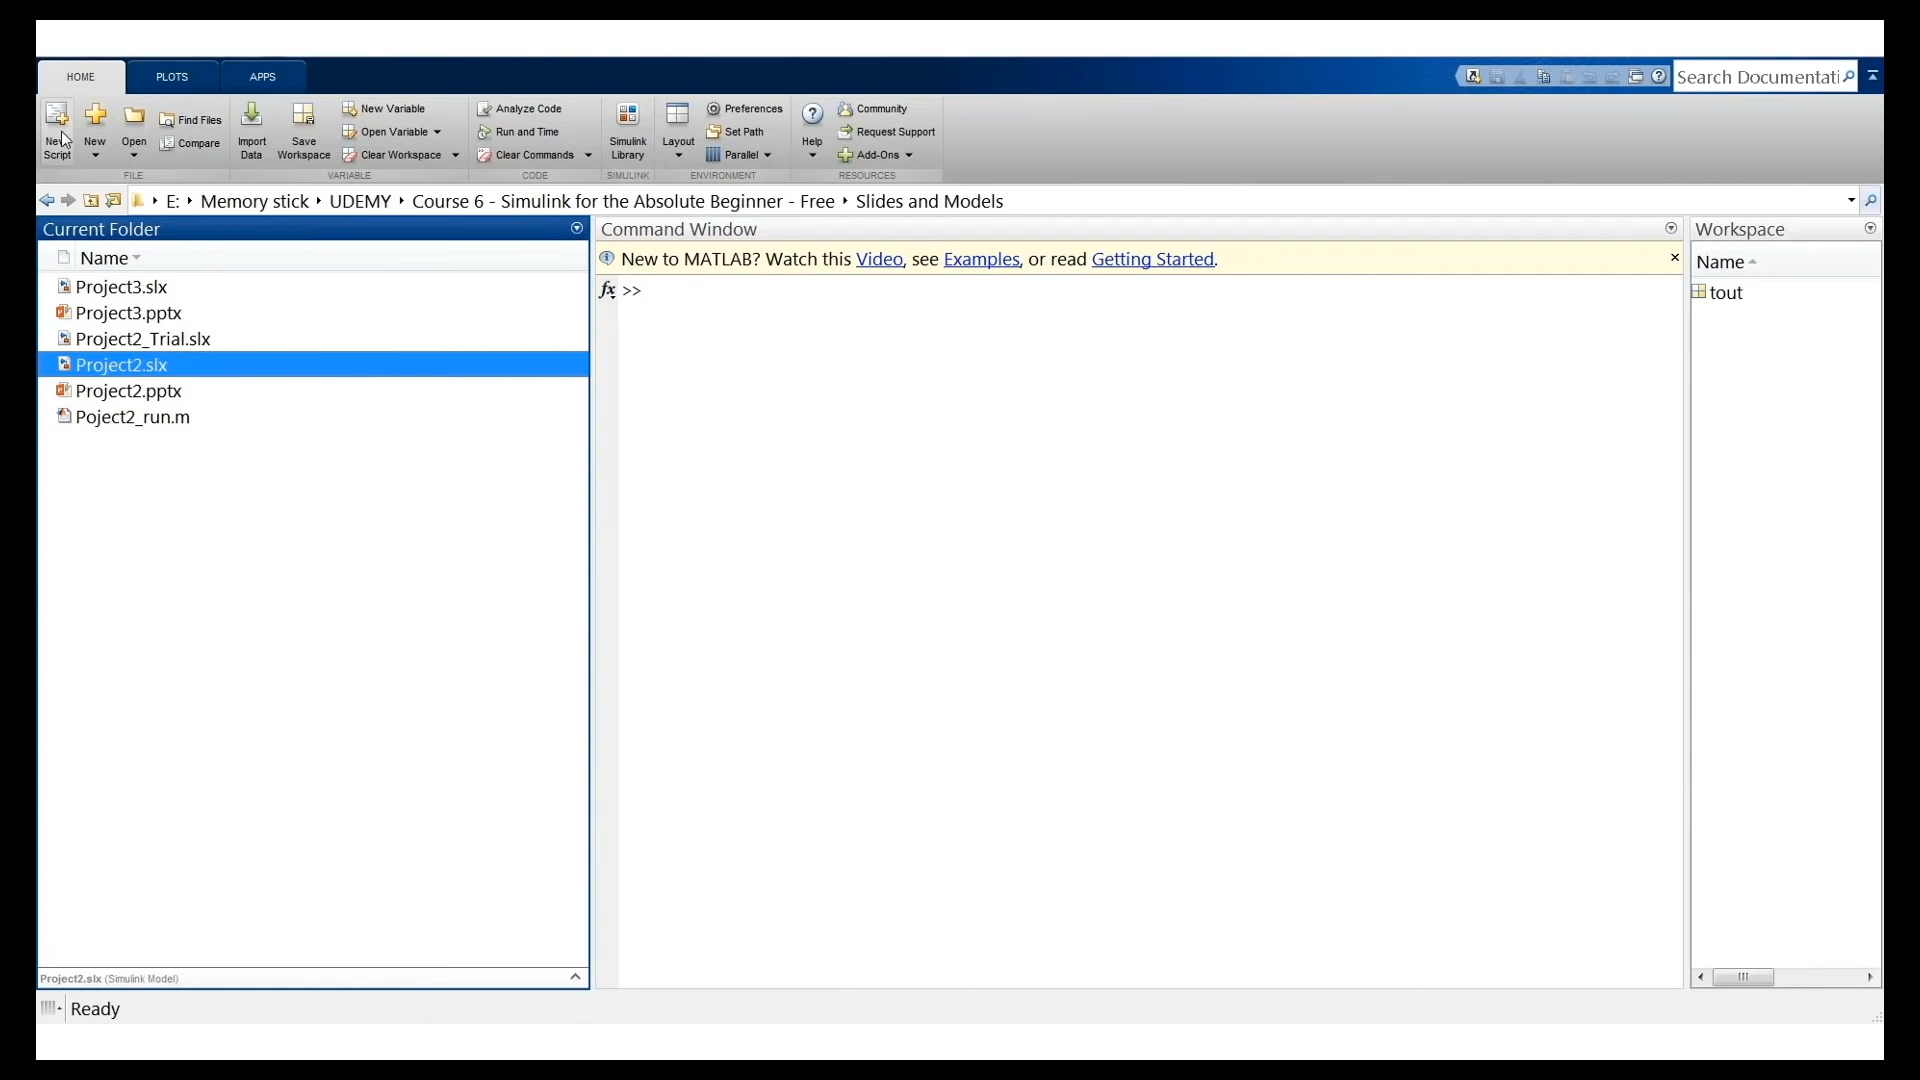 HOME PLOTS APPS
Search Documentati
New Script
New
Open
Find Files
Compare
Import Data
Save Workspace
New Variable
Open Variable
Clear Workspace
Analyze Code
Run and Time
Clear Commands
Simulink Library
Layout
Preferences
Set Path
Parallel
Help
Community
Request Support
Add-Ons
FILE VARIABLE CODE SIMULINK ENVIRONMENT RESOURCES
E: Memory stick UDEMY Course 6 - Simulink for the Absolute Beginner - Free Slides and Models
Current Folder
Name
Project3.slx
Project3.pptx
Project2_Trial.slx
Project2.slx
Project2.pptx
Poject2_run.m
Project2.slx (Simulink Model)
Command Window
New to MATLAB? Watch this Video, see Examples, or read Getting Started.
fx >>
Workspace
Name
tout
Ready